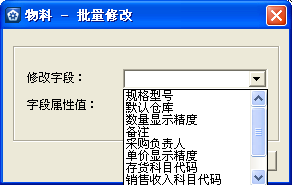 物料 - 批量修改
修改字段：
字段属性值：
规格型号
默认仓库
数量显示精度
备注
采购负责人
单价显示精度
存货科目代码
销售收入科目代码